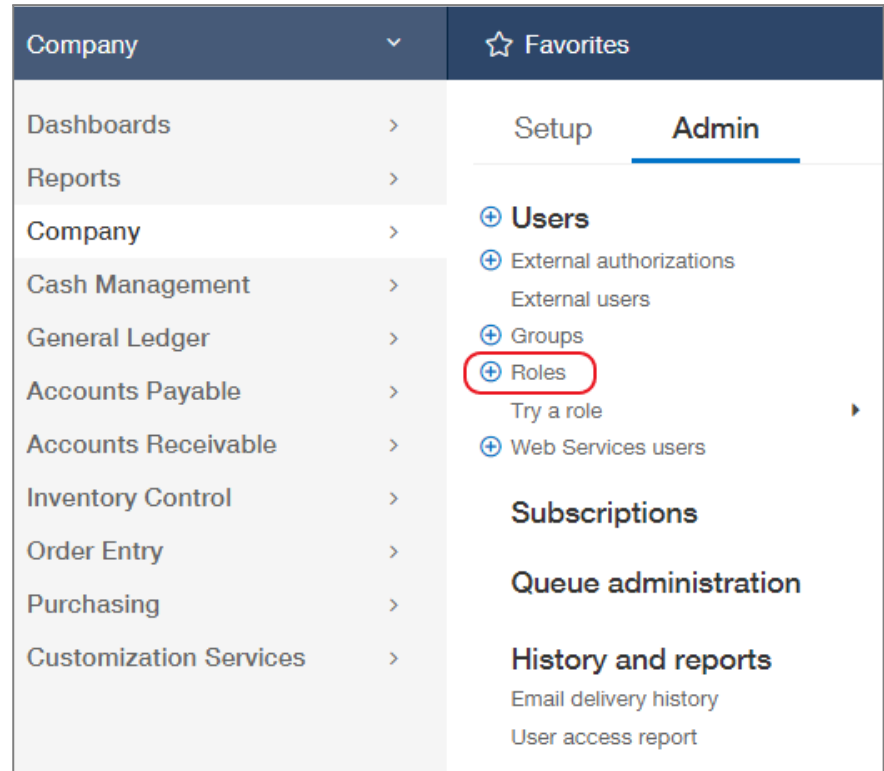 Company
Favorites
Dashboards
Reports
Company
Cash Management
General Ledger
Accounts Payable
Accounts Receivable
Inventory Control
Order Entry
Purchasing
Customization Services
Setup Admin
Users
External authorizations
External users
Groups
Roles
Try a role
Web Services users
Subscriptions
Queue administration
History and reports
Email delivery history
User access report